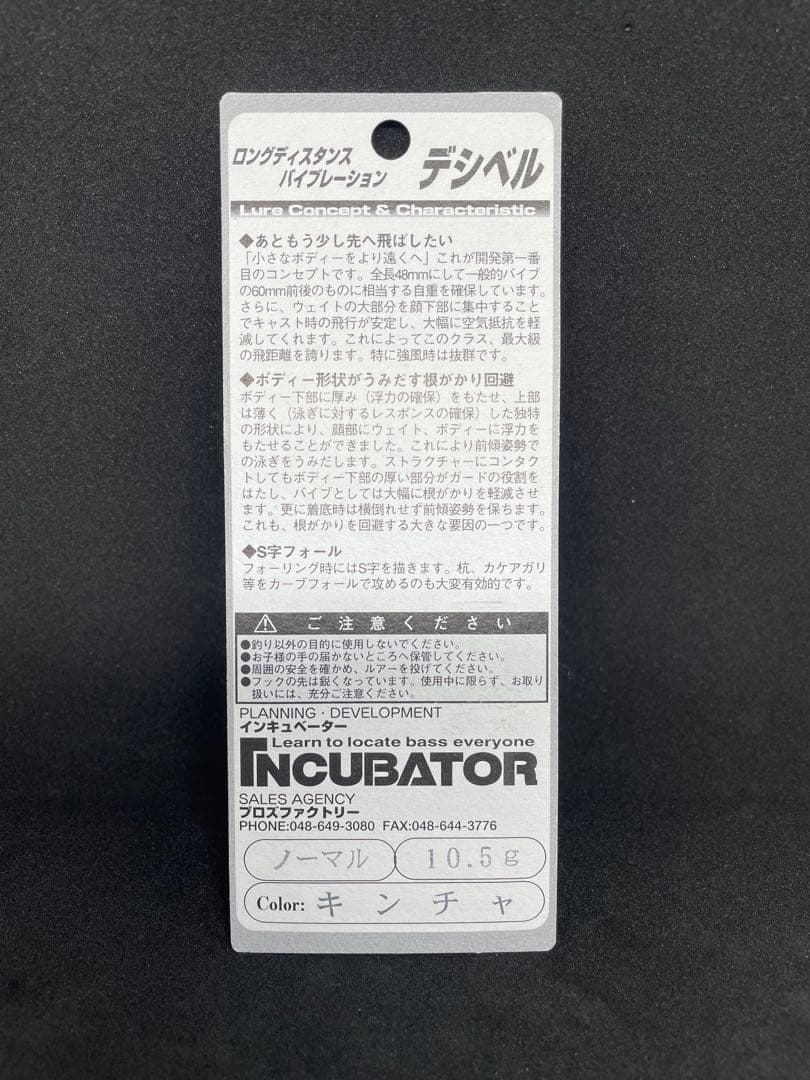 ロングディスタンス
バイブレーション
デシベル
Lure Concept & Characteristic
◆あともう少し先へ飛ばしたい
「小さなボディーをより遠くへ」これが開発第一番
目のコンセプトです。全長48mmにして一般的バイブ
の60mm前後のものに相当する自重を確保しています。
さらに、ウェイトの大部分を顔下部に集中すること
でキャスト時の飛行が安定し、大幅に空気抵抗を軽
減してくれます。これによってこのクラス、最大級
の飛距離を誇ります。特に強風時は抜群です。
◆ボディー形状がうみだす根がかり回避
ボディー下部に厚み（浮力の確保）をもたせ、上部
は薄く（泳ぎに対するレスポンスの確保）した独特
の形状により、顔部にウェイト、ボディーに浮力を
もたせることができました。これにより前傾姿勢で
の泳ぎをうみだします。ストラクチャーにコンタク
トしてもボディー下部の厚い部分がガードの役割を
はたし、バイブとしては大幅に根がかりを軽減させ
ます。更に着底時は横倒れせず前傾姿勢を保ちます。
これも、根がかりを回避する大きな要因の一つです。
◆S字フォール
フォーリング時にはS字を描きます。杭、カケアガリ
等をカーブフォールで攻めるのも大変有効的です。
ご注意ください
●釣り以外の目的に使用しないでください。
●お子様の手の届かないところへ保管してください。
●周囲の安全を確かめ、ルアーを投げてください。
●フックの先は鋭くなっています。使用中に限らず、お取り
扱いには、充分ご注意ください。
PLANNING・DEVELOPMENT
インキュベーター
Learn to locate bass everyone
INCUBATOR
SALES AGENCY
プロズファクトリー
PHONE:048-649-3080 FAX:048-644-3776
ノーマル 10.5g
Color: キンチャ